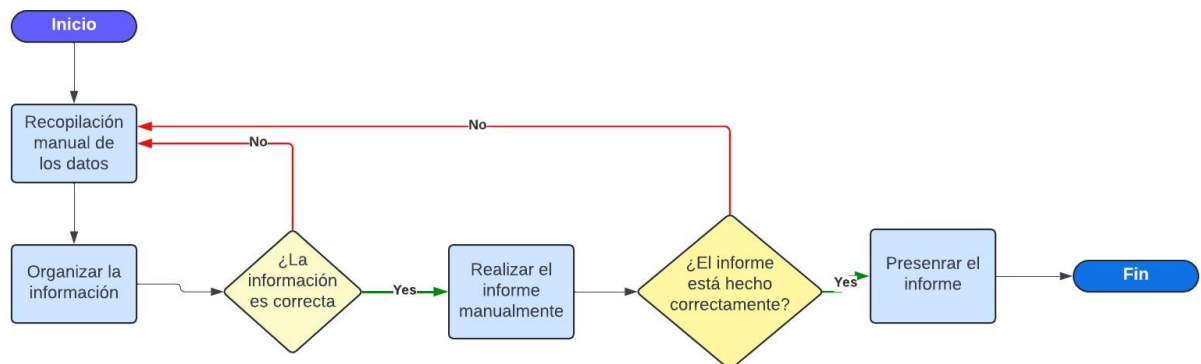 Inicio
Recopilación
manual de
los datos
No
No
Organizar la
información
¿La
información
es correcta
Yes
Realizar el
informe
manualmente
¿El informe
está hecho
correctamente?
Yes
Presenrar el
informe
Fin